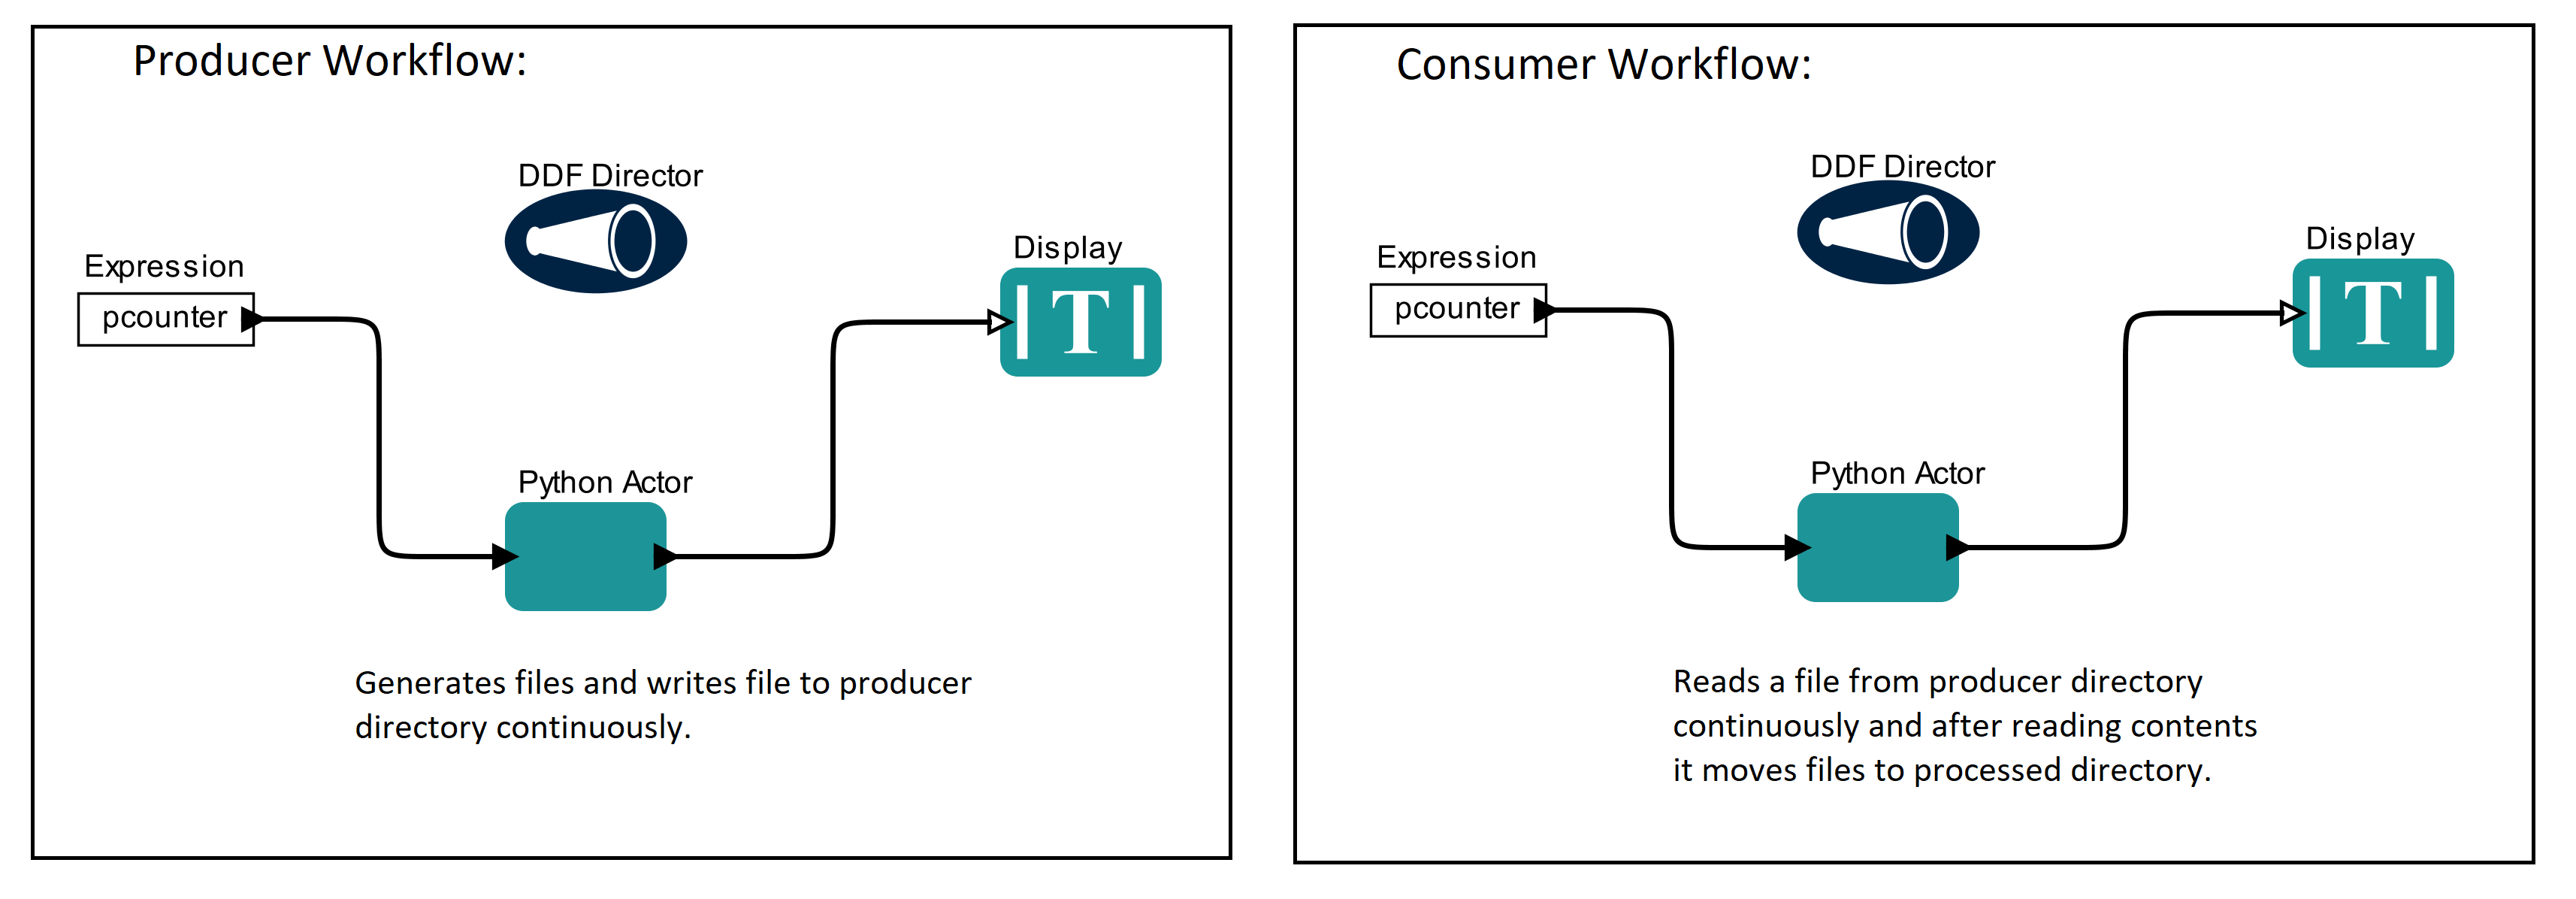 Producer Workflow:
DDF Director
Display
T
Expression
pcounter
Python Actor
Generates files and writes file to producer
directory continuously.
Consumer Workflow:
DDF Director
Display
T
Expression
pcounter
Python Actor
Reads a file from producer directory
continuously and after reading contents
it moves files to processed directory.